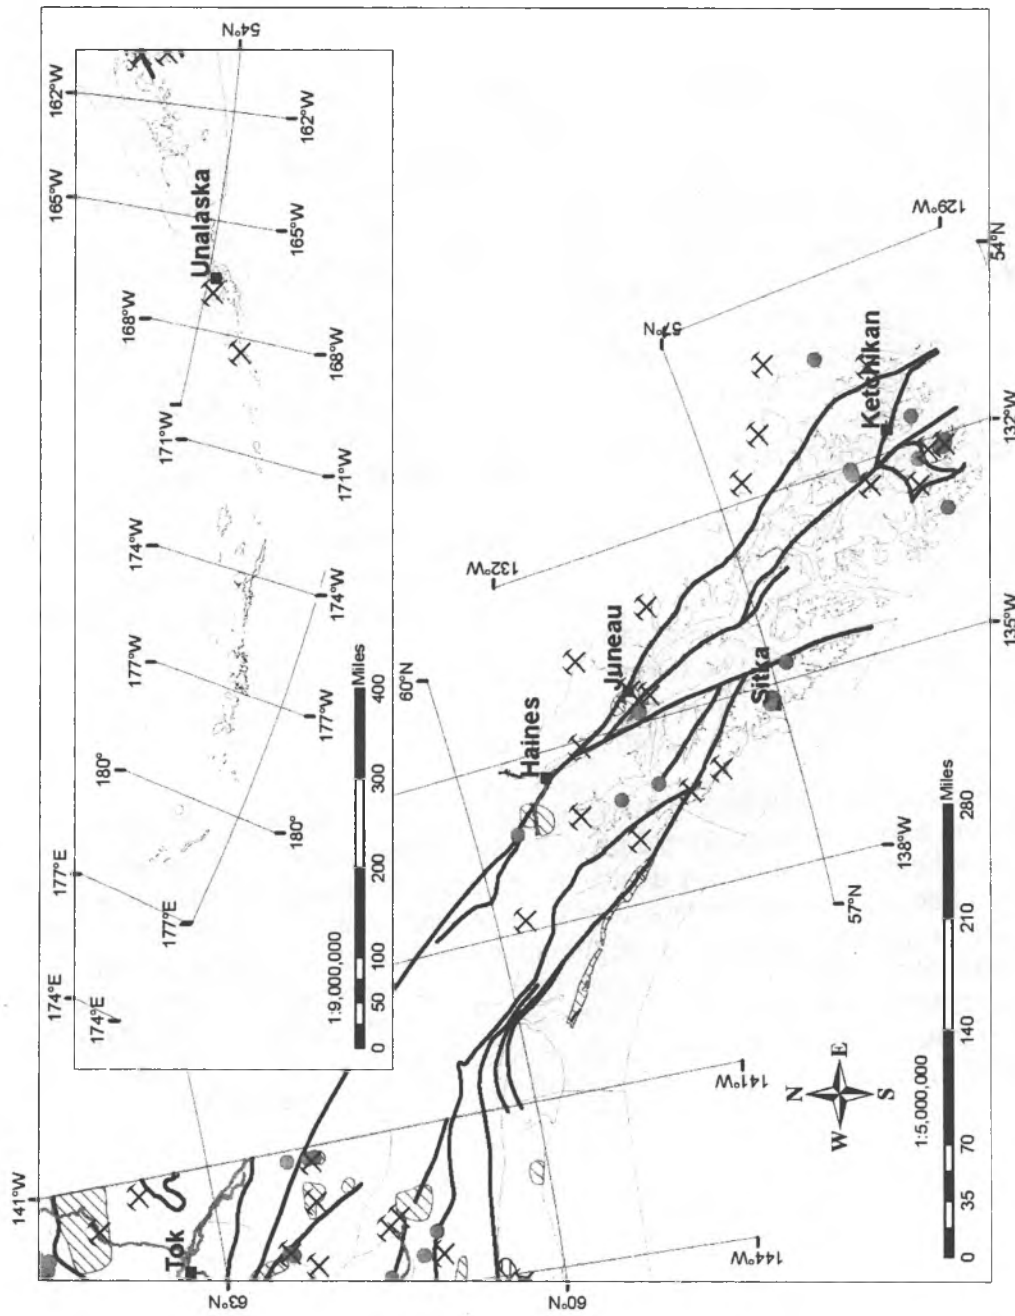 54°N
162°W
162°W
165°W
165°W
Unalaska
168°W
168°W
171°W
171°W
174°W
174°W
177°W
177°W
180°
180°
177°E
177°E
174°E
174°E
1:9,000,000
0 50 100 200 300 400
Miles
141°W
Tok
63°N
60°N
60°N
144°W
141°W
138°W
57°N
57°N
Haines
Juneau
Sitka
Ketchikan
132°W
132°W
135°W
129°W
54°N
N
E
S
W
1:5,000,000
0 35 70 140 210 280
Miles